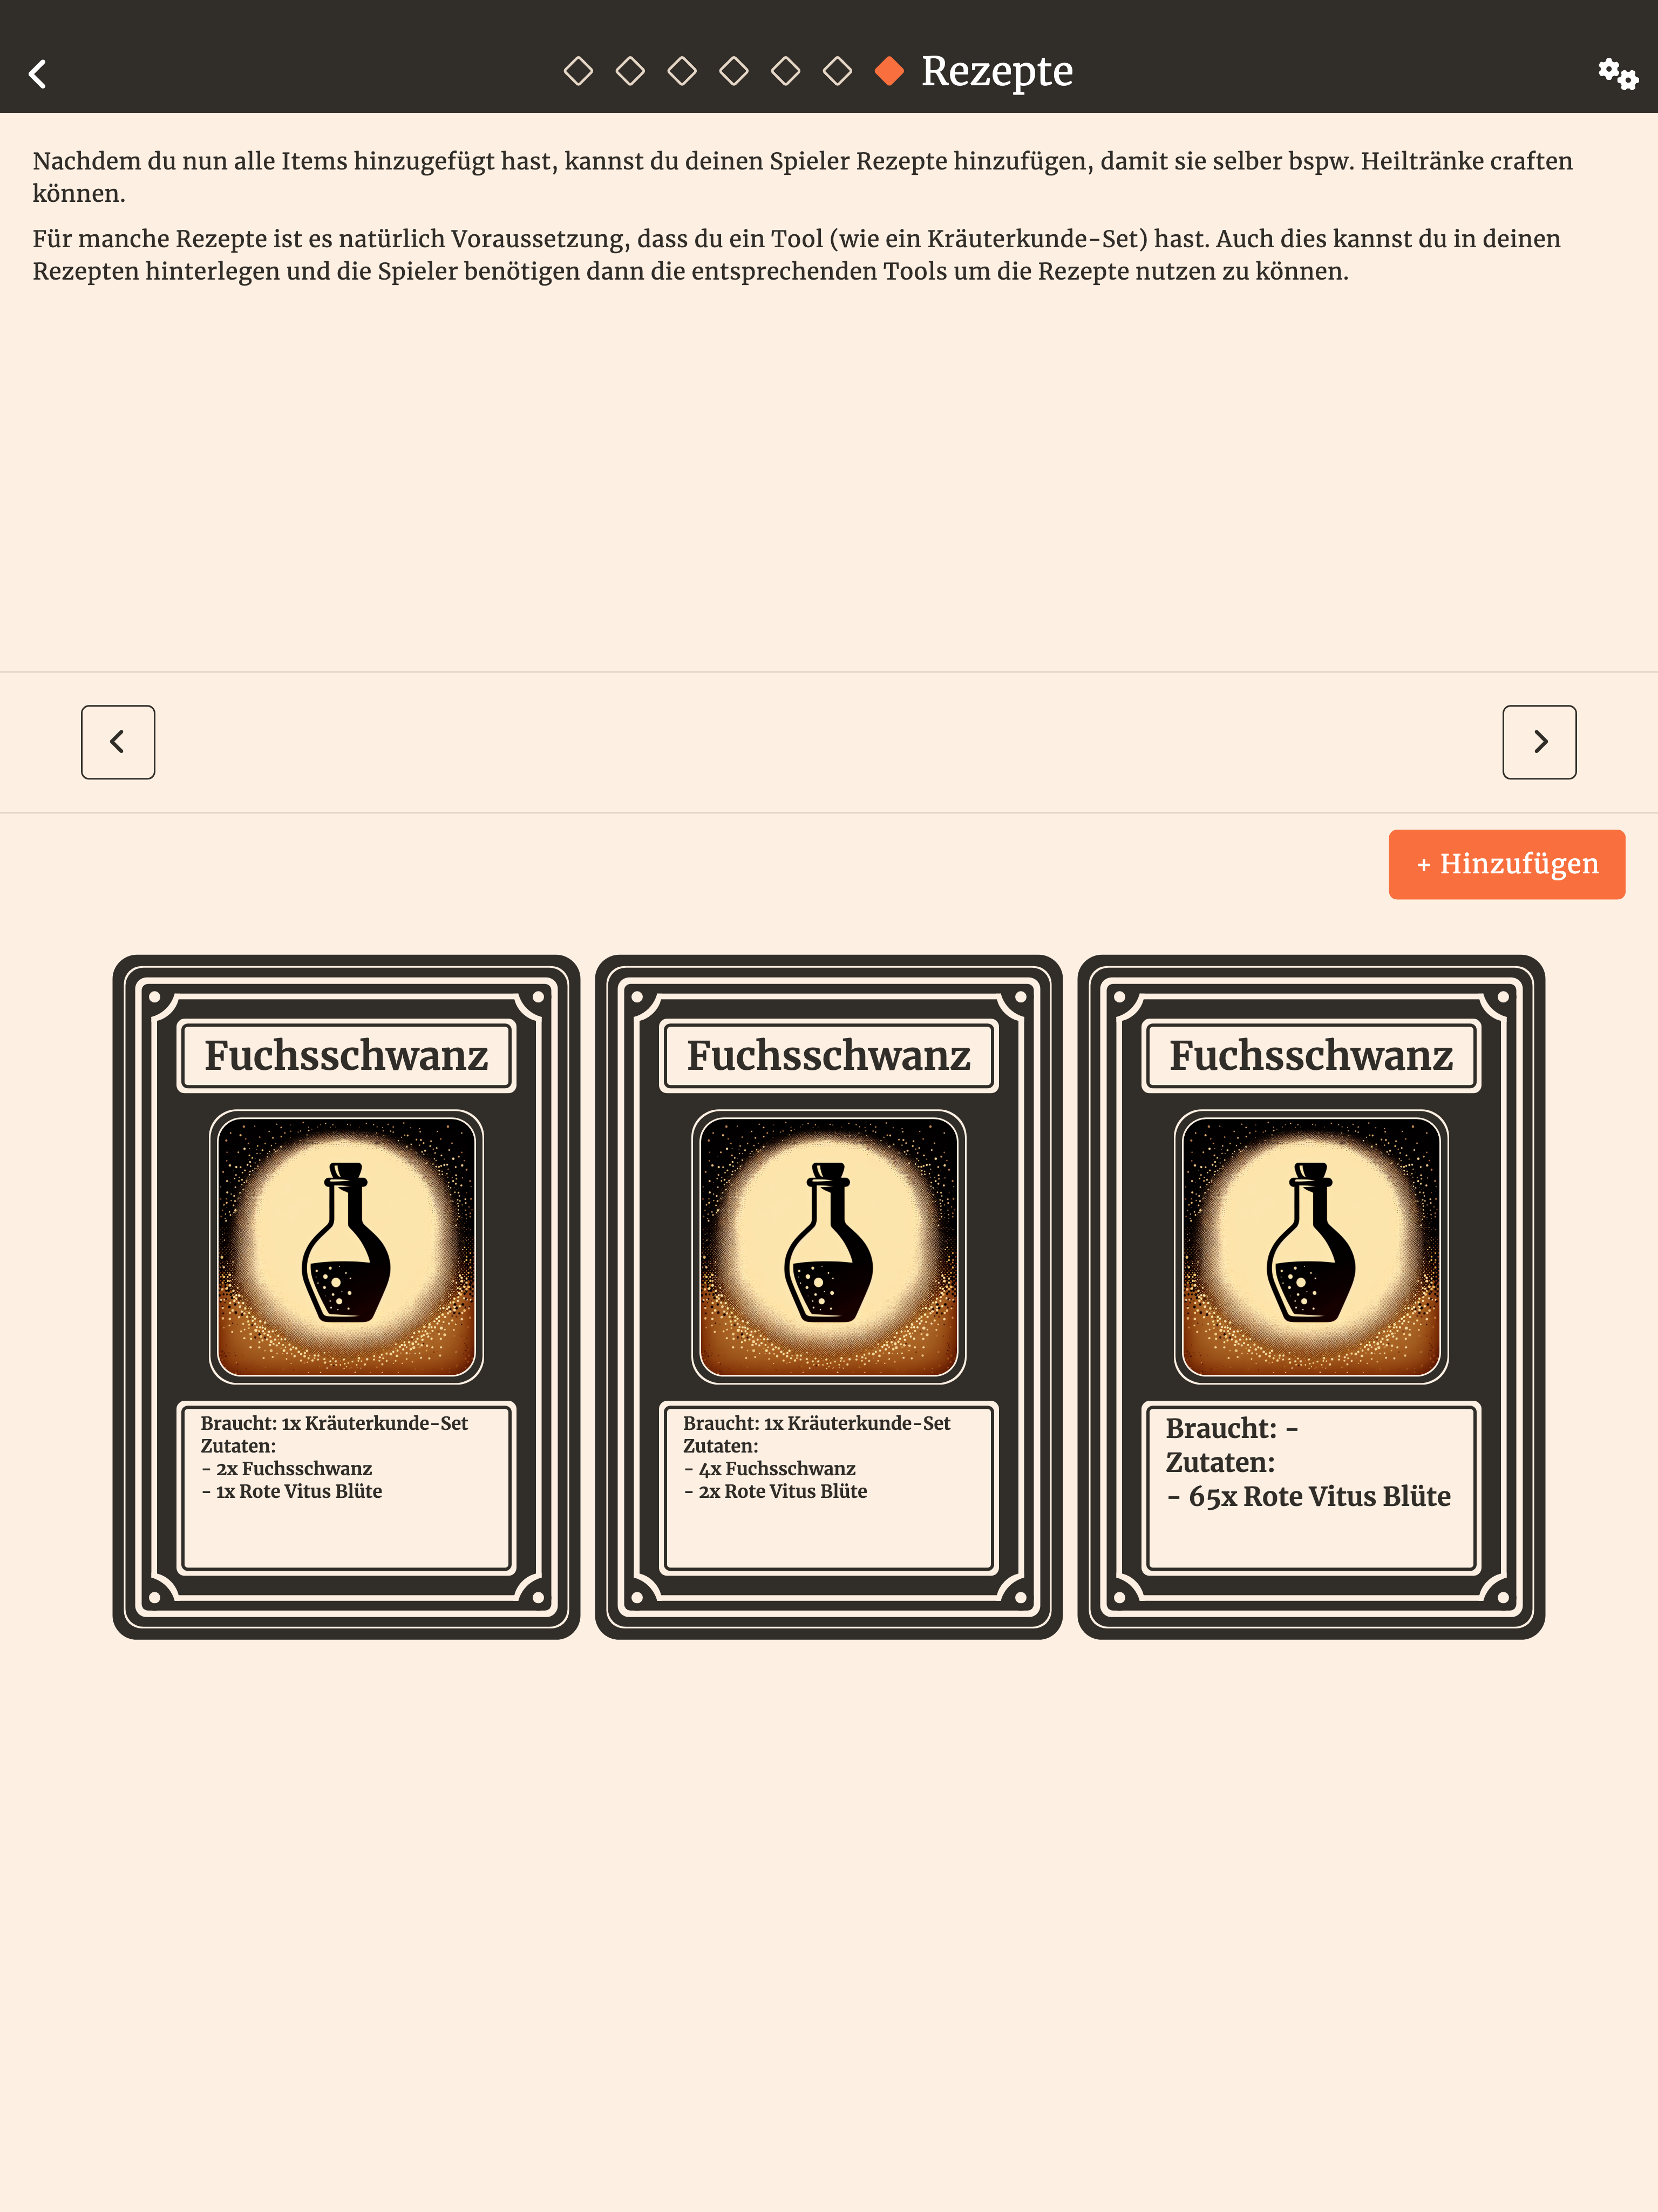 Rezepte
Nachdem du nun alle Items hinzugefügt hast, kannst du deinen Spieler Rezepte hinzufügen, damit sie selber bspw. Heiltränke craften
können.
Für manche Rezepte ist es natürlich Voraussetzung, dass du ein Tool (wie ein Kräuterkunde-Set) hast. Auch dies kannst du in deinen
Rezepten hinterlegen und die Spieler benötigen dann die entsprechenden Tools um die Rezepte nutzen zu können.
+ Hinzufügen
Fuchsschwanz
Braucht: 1x Kräuterkunde-Set
Zutaten:
- 2x Fuchsschwanz
- 1x Rote Vitus Blüte
Fuchsschwanz
Braucht: 1x Kräuterkunde-Set
Zutaten:
- 4x Fuchsschwanz
- 2x Rote Vitus Blüte
Fuchsschwanz
Braucht: -
Zutaten:
- 65x Rote Vitus Blüte